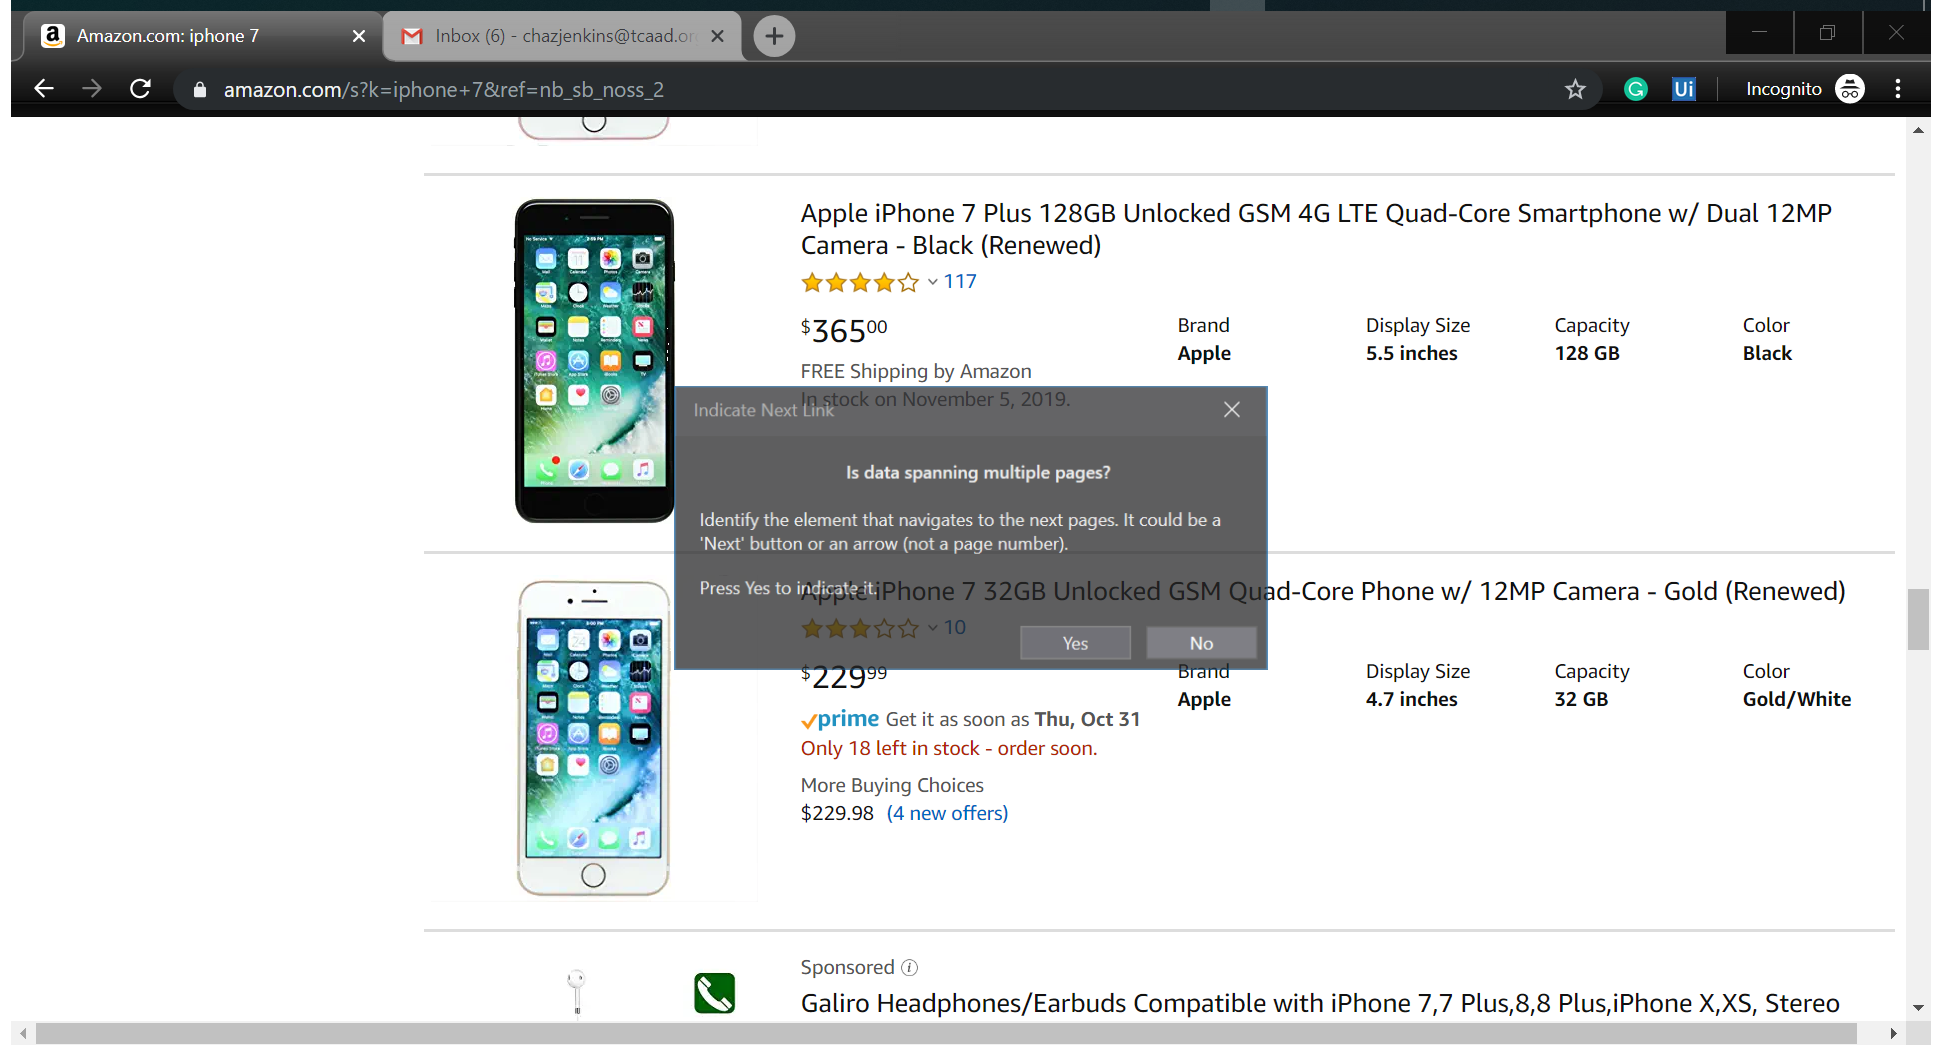 Amazon.com: iphone 7
Inbox (6) - chazjenkins@tcaad.or
amazon.com/s?k=iphone+7&ref=nb_sb_noss_2
G
Ui
Incognito
Apple iPhone 7 Plus 128GB Unlocked GSM 4G LTE Quad-Core Smartphone w/ Dual 12MP
Camera - Black (Renewed)
117
$36500
Brand
Display Size
Capacity
Color
Apple
5.5 inches
128 GB
Black
FREE Shipping by Amazon
In stock on November 5, 2019.
Indicate Next Link
Is data spanning multiple pages?
Identify the element that navigates to the next pages. It could be a
'Next' button or an arrow (not a page number).
Press Yes to indicate it.
Apple iPhone 7 32GB Unlocked GSM Quad-Core Phone w/ 12MP Camera - Gold (Renewed)
10
Yes
No
$22999
Brand
Display Size
Capacity
Color
Apple
4.7 inches
32 GB
Gold/White
prime Get it as soon as Thu, Oct 31
Only 18 left in stock - order soon.
More Buying Choices
$229.98 (4 new offers)
Sponsored
Galiro Headphones/Earbuds Compatible with iPhone 7,7 Plus,8,8 Plus,iPhone X,XS, Stereo